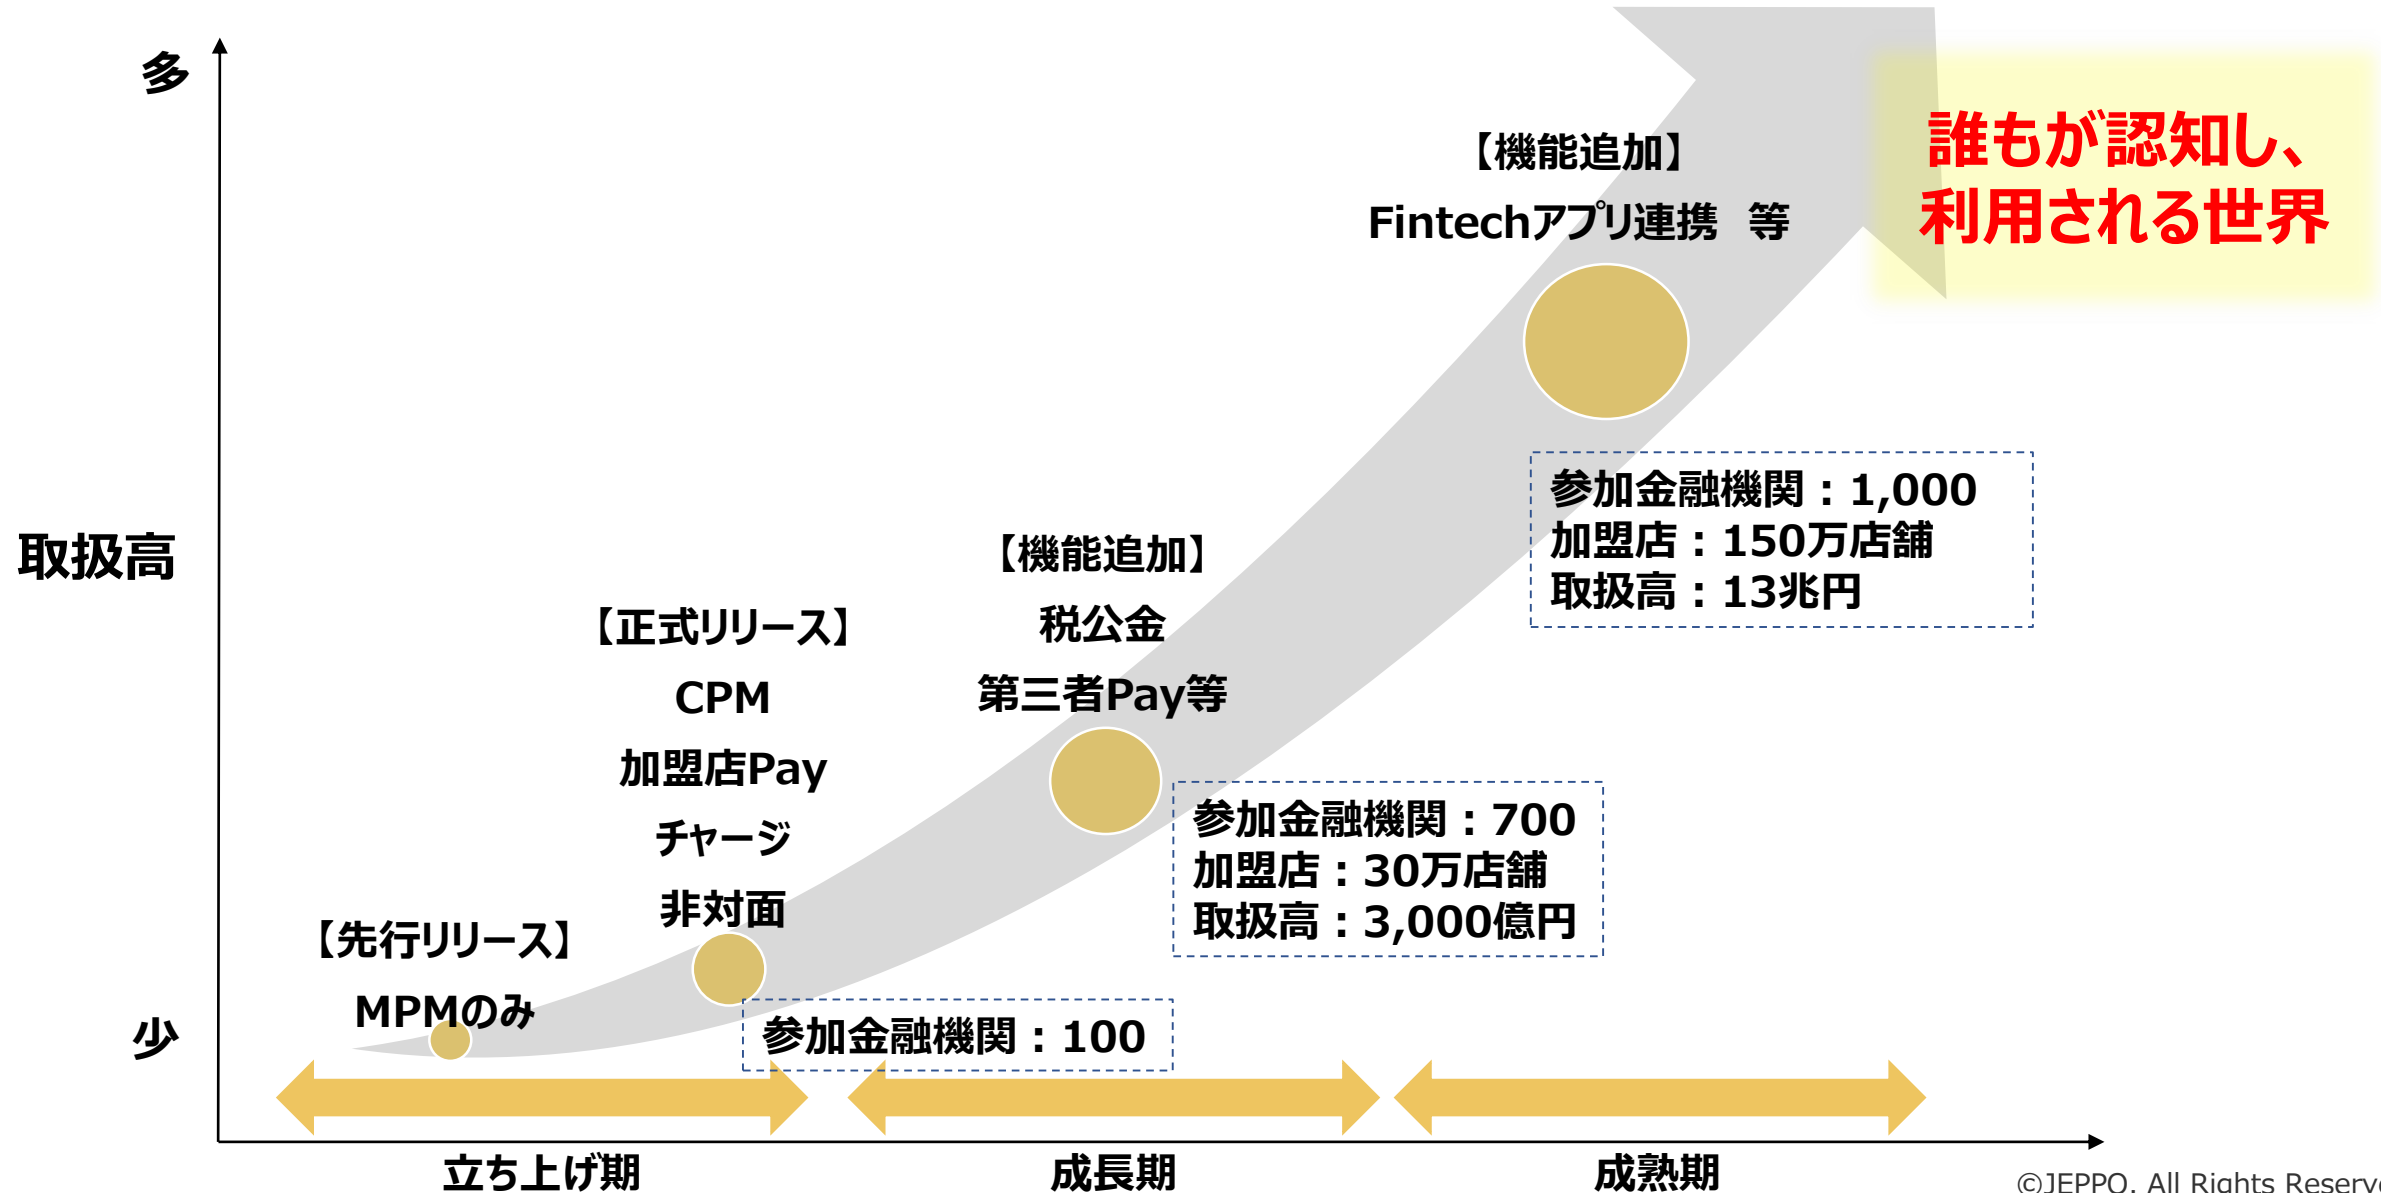 多
取扱高
少
【先行リリース】
MPMのみ
【正式リリース】
CPM
加盟店Pay
チャージ
非対面
参加金融機関：100
【機能追加】
税公金
第三者Pay等
参加金融機関：700
加盟店：30万店舗
取扱高：3,000億円
【機能追加】
Fintechアプリ連携　等
参加金融機関：1,000
加盟店：150万店舗
取扱高：13兆円
誰もが認知し、
利用される世界
立ち上げ期
成長期
成熟期
©JEPPO. All Rights Reserve